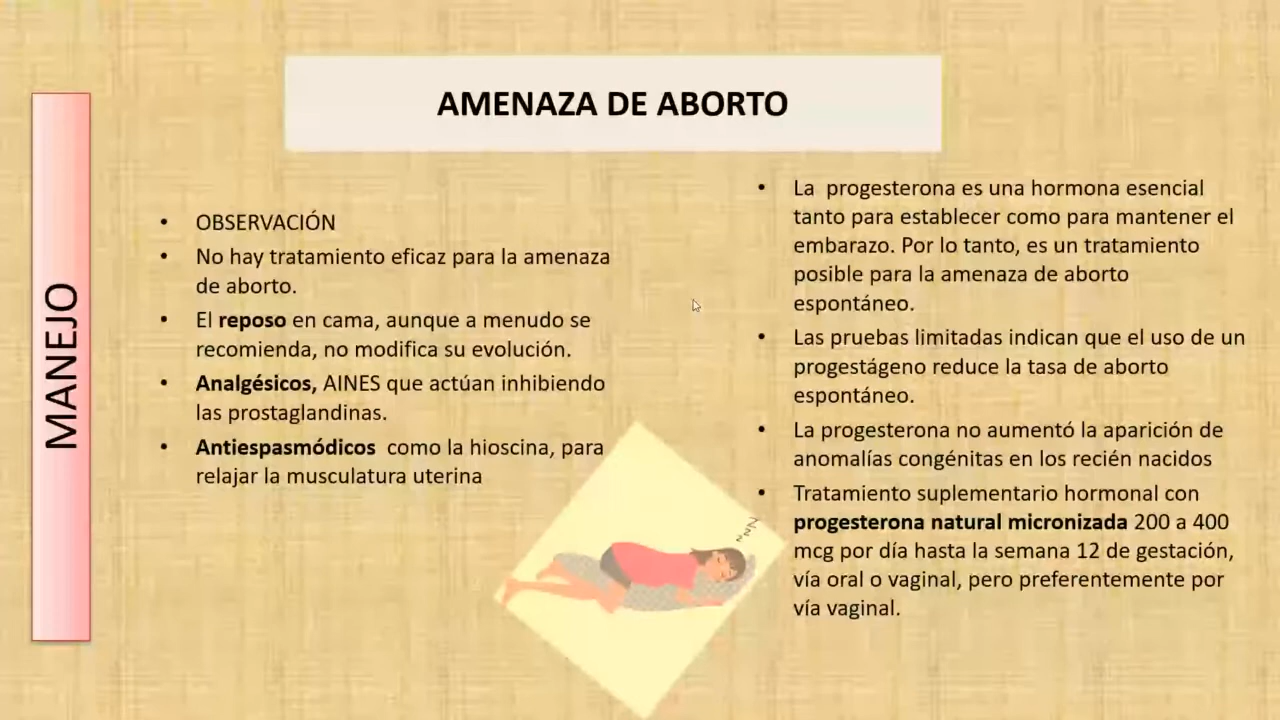 AMENAZA DE ABORTO
MANEJO
• OBSERVACIÓN
• No hay tratamiento eficaz para la amenaza
de aborto.
• El reposo en cama, aunque a menudo se
recomienda, no modifica su evolución.
• Analgésicos, AINES que actúan inhibiendo
las prostaglandinas.
• Antiespasmódicos como la hioscina, para
relajar la musculatura uterina
• La progesterona es una hormona esencial
tanto para establecer como para mantener el
embarazo. Por lo tanto, es un tratamiento
posible para la amenaza de aborto
espontáneo.
• Las pruebas limitadas indican que el uso de un
progestágeno reduce la tasa de aborto
espontáneo.
• La progesterona no aumentó la aparición de
anomalías congénitas en los recién nacidos
• Tratamiento suplementario hormonal con
progesterona natural micronizada 200 a 400
mcg por día hasta la semana 12 de gestación,
vía oral o vaginal, pero preferentemente por
vía vaginal.
zzzz